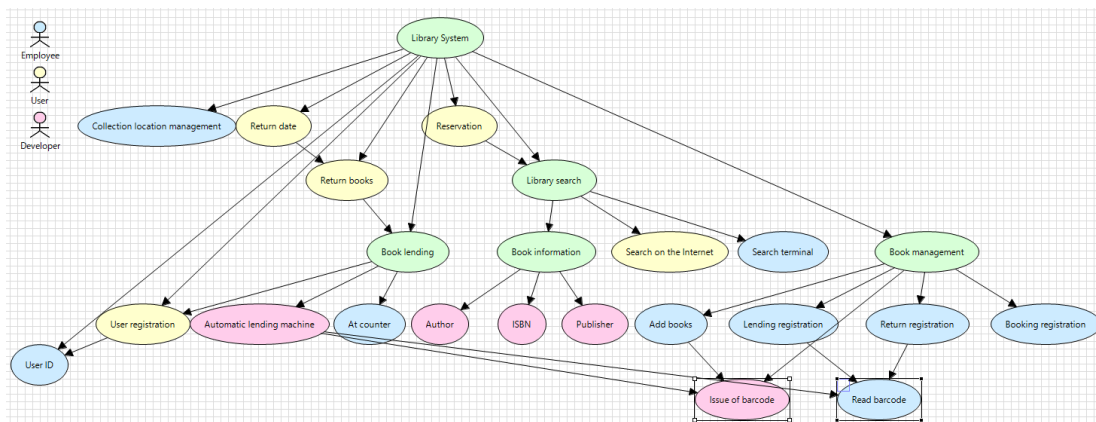 Library System
Employee
User
Developer
Collection location management
Return date
Reservation
Return books
Library search
Book lending
Book information
Search on the Internet
Search terminal
Book management
User registration
Automatic lending machine
At counter
Author
ISBN
Publisher
Add books
Lending registration
Return registration
Booking registration
User ID
Issue of barcode
Read barcode